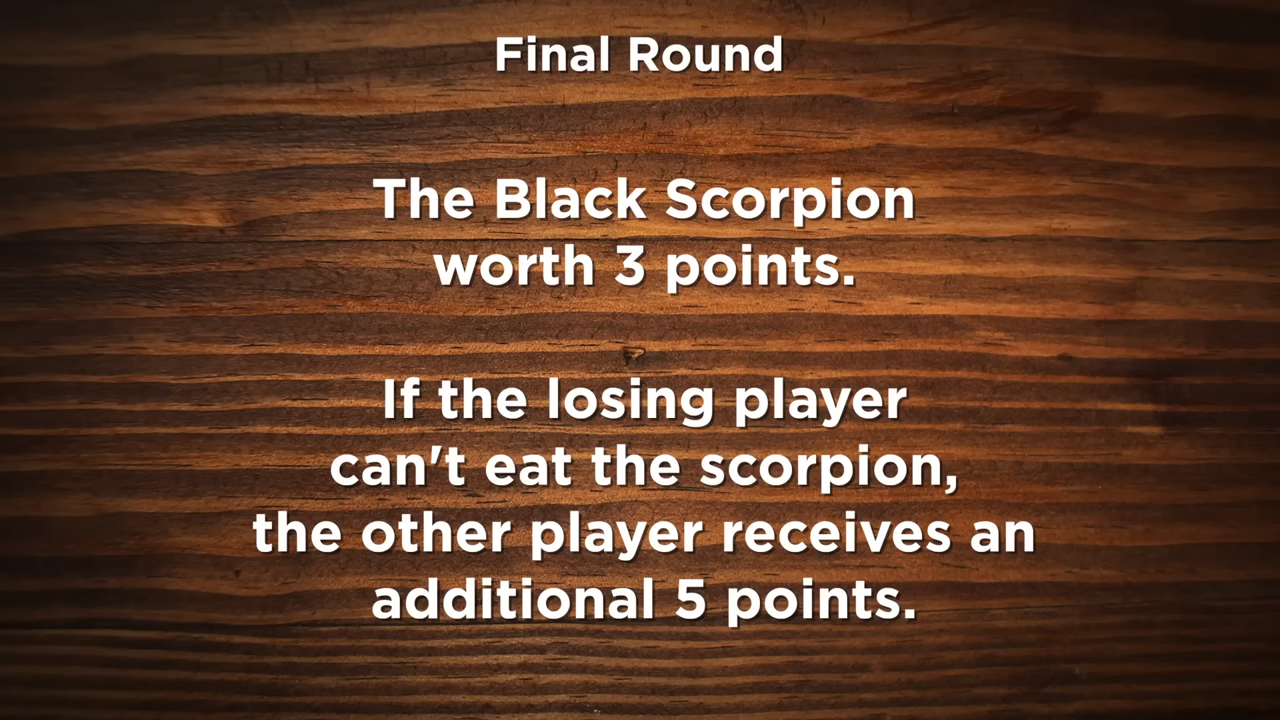 Final Round
The Black Scorpion
worth 3 points.
If the losing player
can't eat the scorpion,
the other player receives an
additional 5 points.